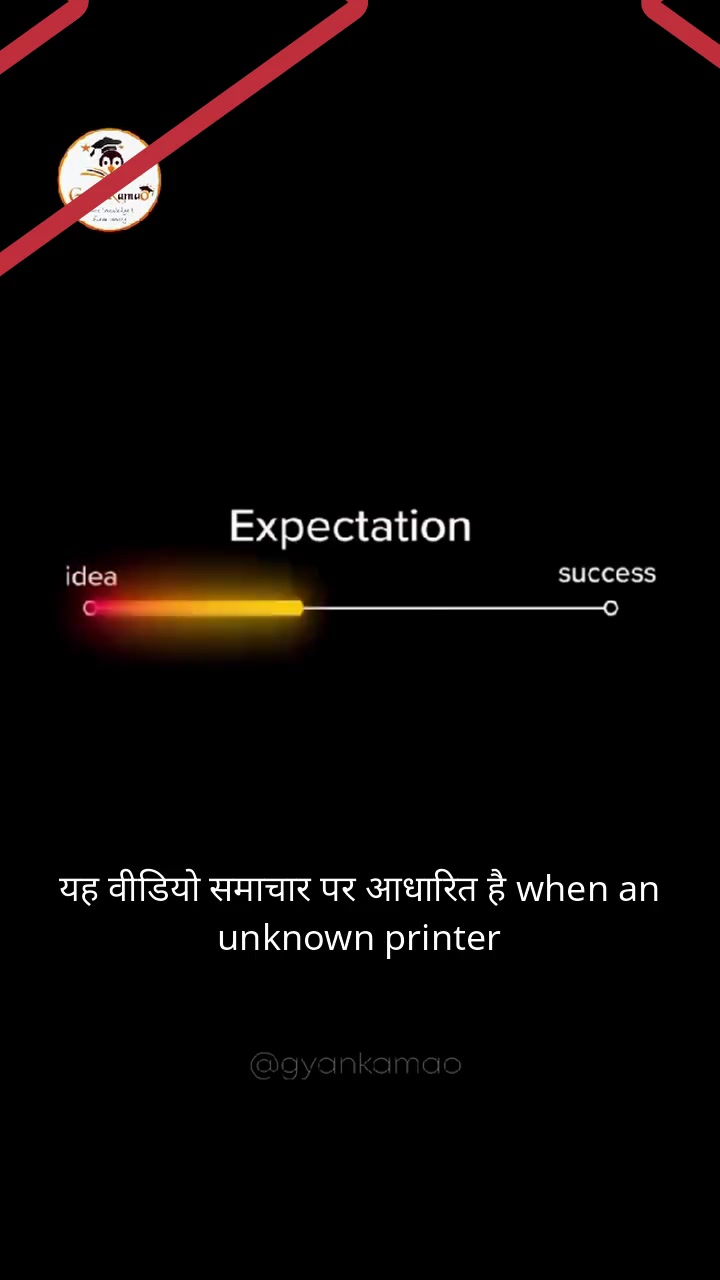 Expectation
idea
success
यह वीडियो समाचार पर आधारित है when an
unknown printer
@gyankamao